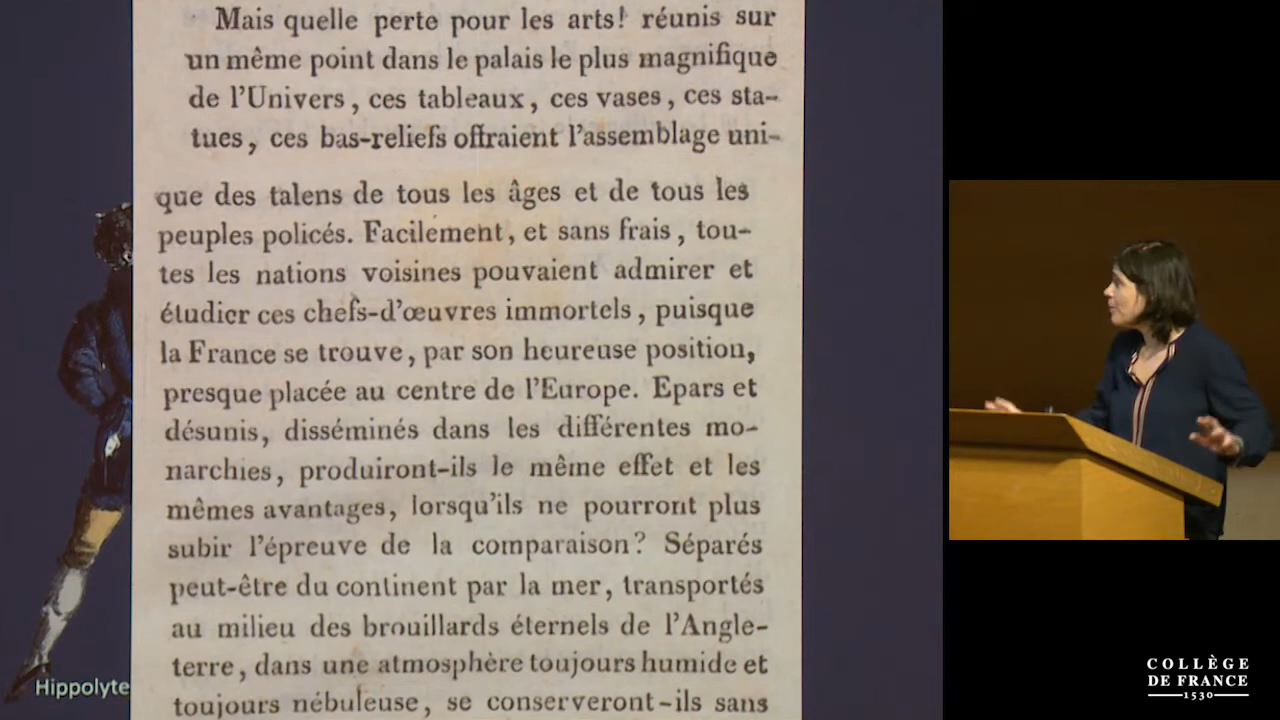 Mais quelle perte pour les arts! réunis sur
un même point dans le palais le plus magnifique
de l'Univers, ces tableaux, ces vases, ces sta-
tues, ces bas-reliefs offraient l'assemblage uni-
que des talens de tous les âges et de tous les
peuples policés. Facilement, et sans frais, tou-
tes les nations voisines pouvaient admirer et
étudier ces chefs-d'œuvres immortels, puisque
la France se trouve, par son heureuse position,
presque placée au centre de l'Europe. Epars et
désunis, disséminés dans les différentes mo-
narchies, produiront-ils le même effet et les
mêmes avantages, lorsqu'ils ne pourront plus
subir l'épreuve de la comparaison? Séparés
peut-être du continent par la mer, transportés
au milieu des brouillards éternels de l'Angle-
terre, dans une atmosphère toujours humide et
toujours nébuleuse, se conserveront-ils sans
Hippolyte
COLLÈGE
DE FRANCE
1530